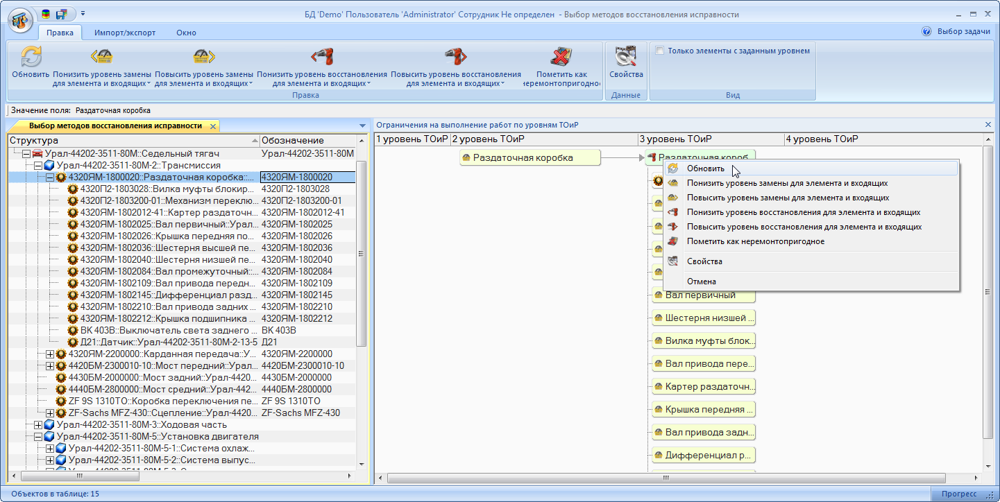 БД 'Demo' Пользователь 'Administrator' Сотрудник Не определен - Выбор методов восстановления исправности
Правка Импорт/экспорт Окно Выбор задачи
Обновить
Понизить уровень замены для элемента и входящих
Повысить уровень замены для элемента и входящих
Понизить уровень восстановления для элемента и входящих
Повысить уровень восстановления для элемента и входящих
Пометить как неремонтопригодно
Свойства
Только элементы с заданным уровнем
Правка Данные Вид
Значение поля: Раздаточная коробка
Выбор методов восстановления исправности
Структура Обозначение
Урал-44202-3511-80М::Седельный тягач Урал-44202-3511-80М
Урал-44202-3511-80М-2::Трансмиссия
4320ЯМ-1800020::Раздаточная коробка::... 4320ЯМ-1800020
4320П2-1803028::Вилка муфты блокир... 4320П2-1803028
4320П2-1803200-01::Механизм переклю... 4320П2-1803200-01
4320ЯМ-1802012-41::Картер раздаточн... 4320ЯМ-1802012-41
4320ЯМ-1802025::Вал первичный::Урал... 4320ЯМ-1802025
4320ЯМ-1802026::Крышка передняя по... 4320ЯМ-1802026
4320ЯМ-1802036::Шестерня высшей пе... 4320ЯМ-1802036
4320ЯМ-1802040::Шестерня низшей пе... 4320ЯМ-1802040
4320ЯМ-1802084::Вал промежуточный::... 4320ЯМ-1802084
4320ЯМ-1802109::Вал привода передн... 4320ЯМ-1802109
4320ЯМ-1802145::Дифференциал разд... 4320ЯМ-1802145
4320ЯМ-1802210::Вал привода задних ... 4320ЯМ-1802210
4320ЯМ-1802212::Крышка подшипника ... 4320ЯМ-1802212
ВК 403В::Выключатель света заднего ... ВК 403В
Д21::Датчик::Урал-44202-3511-80М-2-13-5 Д21
4320ЯМ-2200000::Карданная передача::У... 4320ЯМ-2200000
4420БМ-2300010-10::Мост передний::Урал... 4420БМ-2300010-10
4430БМ-2000000::Мост задний::Урал-4420... 4430БМ-2000000
4440БМ-2800000::Мост средний::Урал-442... 4440БМ-2800000
ZF 9S 1310TO::Коробка переключения пе... ZF 9S 1310TO
ZF-Sachs MFZ-430::Сцепление::Урал-4420... ZF-Sachs MFZ-430
Урал-44202-3511-80М-3::Ходовая часть
Урал-44202-3511-80М-5::Установка двигателя
Урал-44202-3511-80М-5-1::Система охлаж...
Урал-44202-3511-80М-5-2::Система выпус...
Ограничения на выполнение работ по уровням ТОиР
1 уровень ТОиР 2 уровень ТОиР 3 уровень ТОиР 4 уровень ТОиР
Раздаточная коробка
Раздаточная короб...
Обновить
Понизить уровень замены для элемента и входящих
Повысить уровень замены для элемента и входящих
Понизить уровень восстановления для элемента и входящих
Повысить уровень восстановления для элемента и входящих
Пометить как неремонтопригодное
Свойства
Отмена
Вал первичный
Шестерня низшей ...
Вилка муфты блок...
Вал привода пере...
Картер раздаточн...
Крышка передняя ...
Вал привода задн...
Дифференциал р...
Объектов в таблице: 15 Прогресс